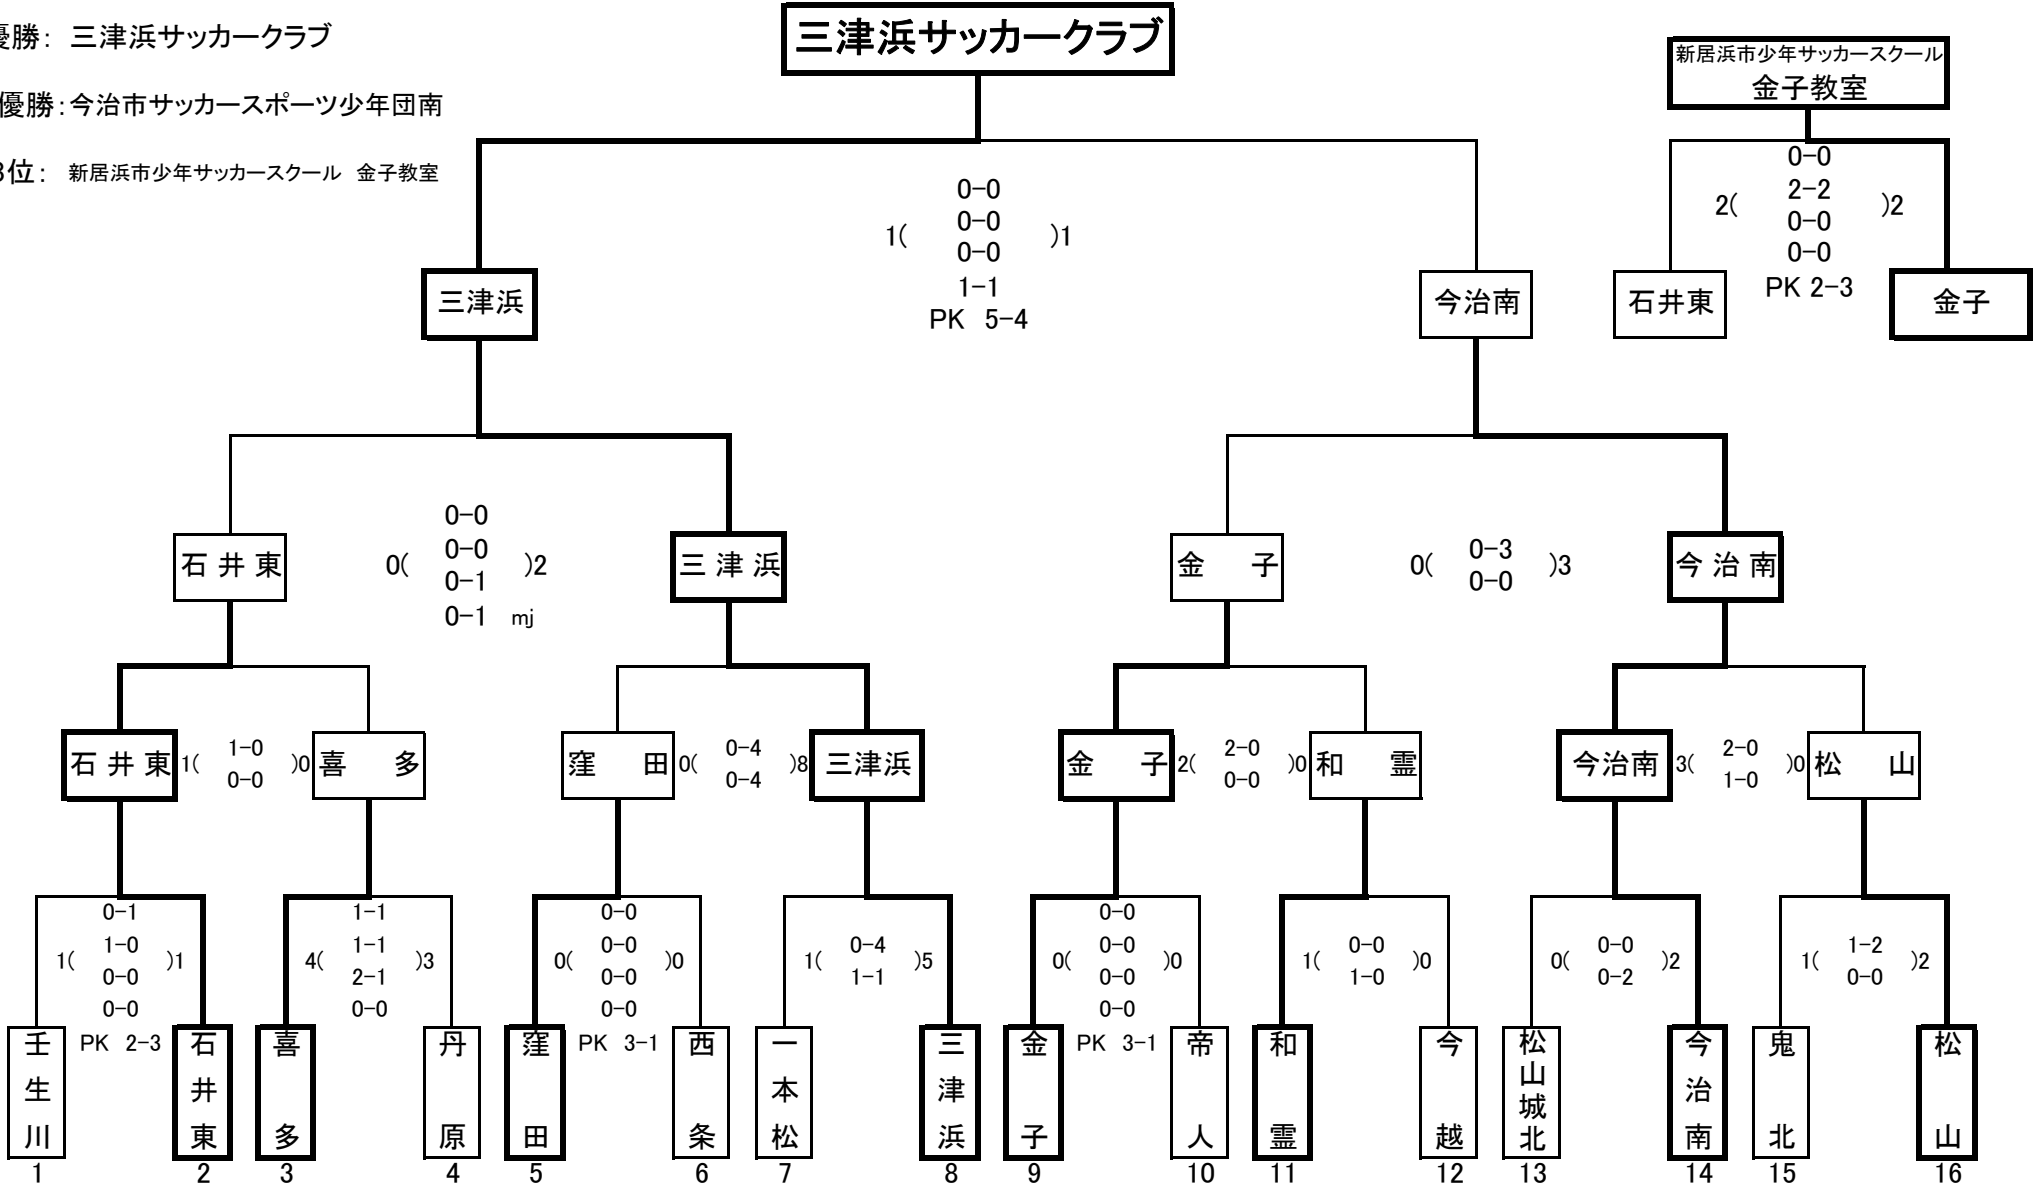 優勝： 三津浜サッカークラブ
三津浜サッカークラブ
新居浜市少年サッカースクール
金子教室
優勝：今治市サッカースポーツ少年団南
3位： 新居浜市少年サッカースクール 金子教室
0-0
0-0
0-0
1-1
1( )1
PK 5-4
0-0
2-2
0-0
0-0
2( )2
PK 2-3
三津浜
今治南
石井東
金子
石井東
0(
0-0
0-0
0-1
0-1 mj
)2
三津浜
金 子
0(
0-3
0-0
)3
今治南
石井東
1(
1-0
0-0
)0
喜 多
窪 田
0(
0-4
0-4
)8
三津浜
金 子
2(
2-0
0-0
)0
和 霊
今治南
3(
2-0
1-0
)0
松 山
1(
0-1
1-0
0-0
0-0
)1
PK 2-3
4(
1-1
1-1
2-1
0-0
)3
0(
0-0
0-0
0-0
0-0
)0
PK 3-1
1(
0-4
1-1
)5
0(
0-0
0-0
0-0
0-0
)0
PK 3-1
1(
0-0
1-0
)0
0(
0-0
0-2
)2
1(
1-2
0-0
)2
壬生川
石井東
喜多
丹原
窪田
西条
一本松
三津浜
金子
帝人
和霊
今越
松山城北
今治南
鬼北
松山
1 2 3 4 5 6 7 8 9 10 11 12 13 14 15 16